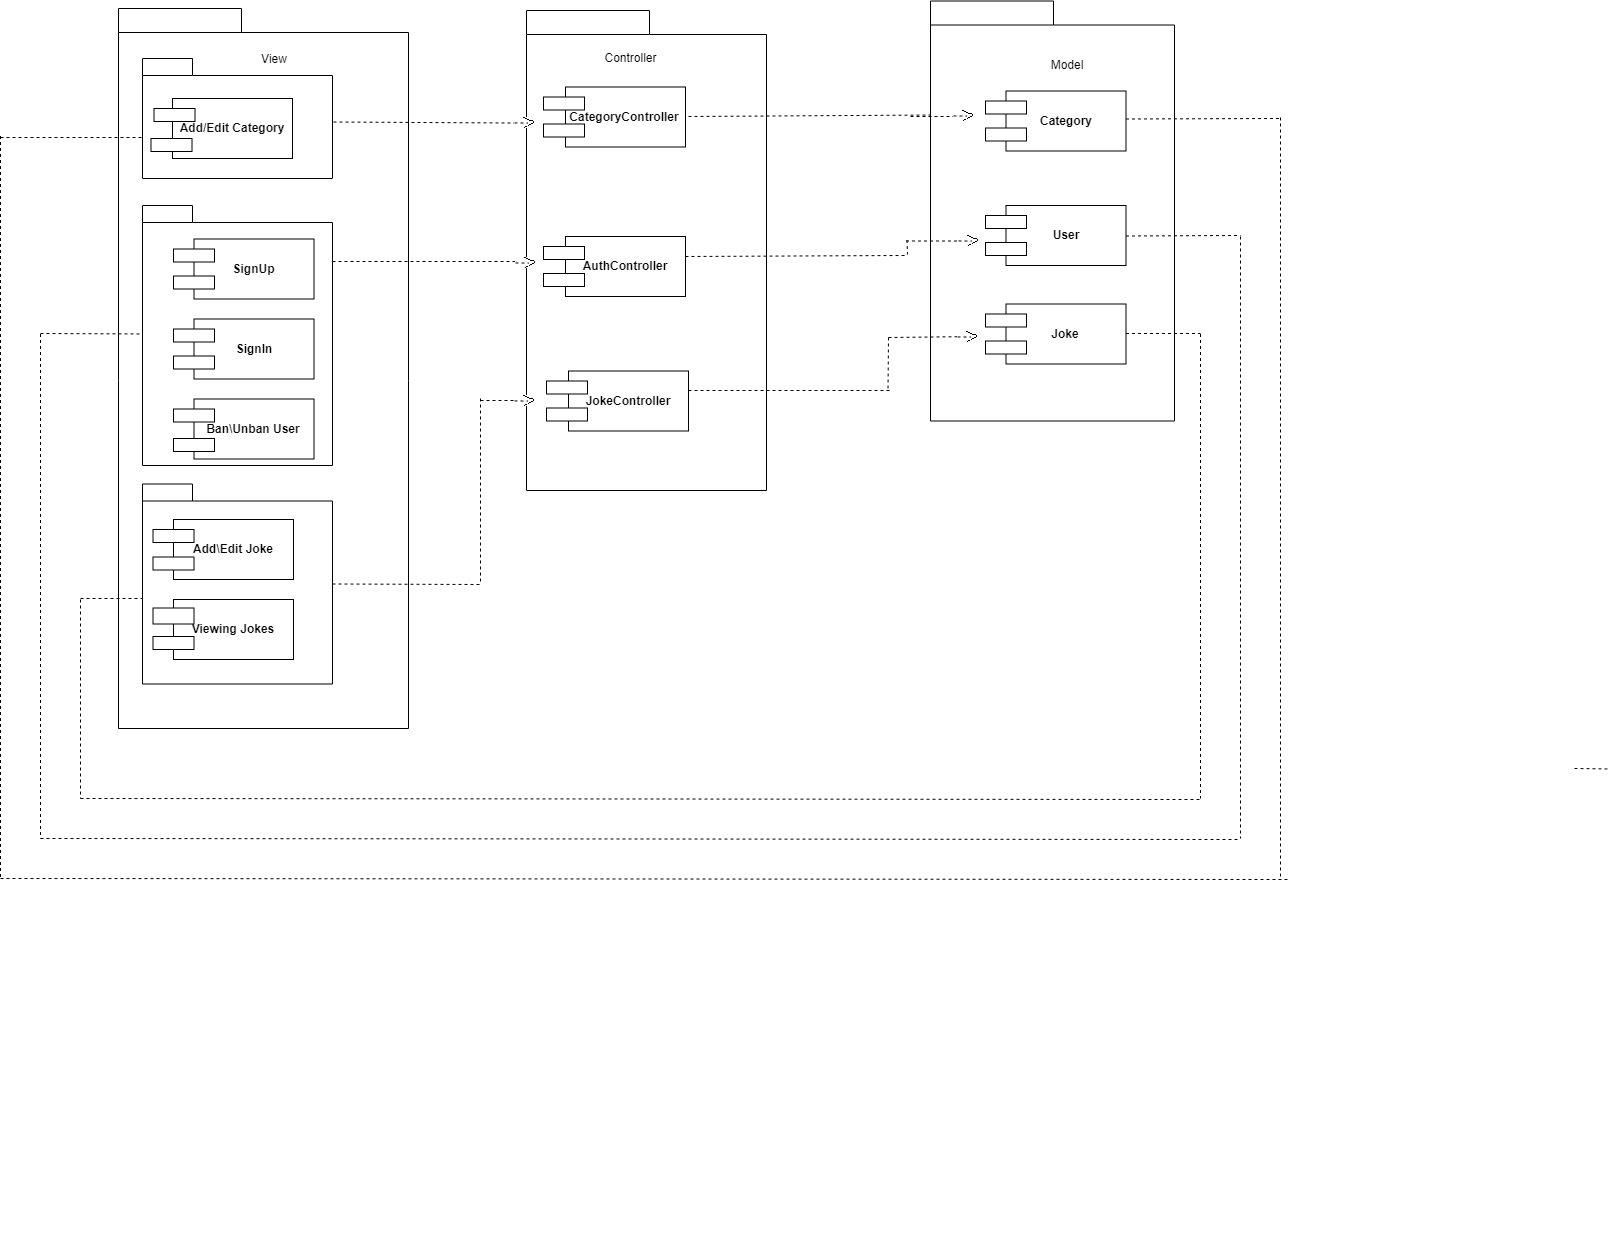 View
Add/Edit Category
SignUp
SignIn
Ban\Unban User
Add\Edit Joke
Viewing Jokes
Controller
CategoryController
AuthController
JokeController
Model
Category
User
Joke